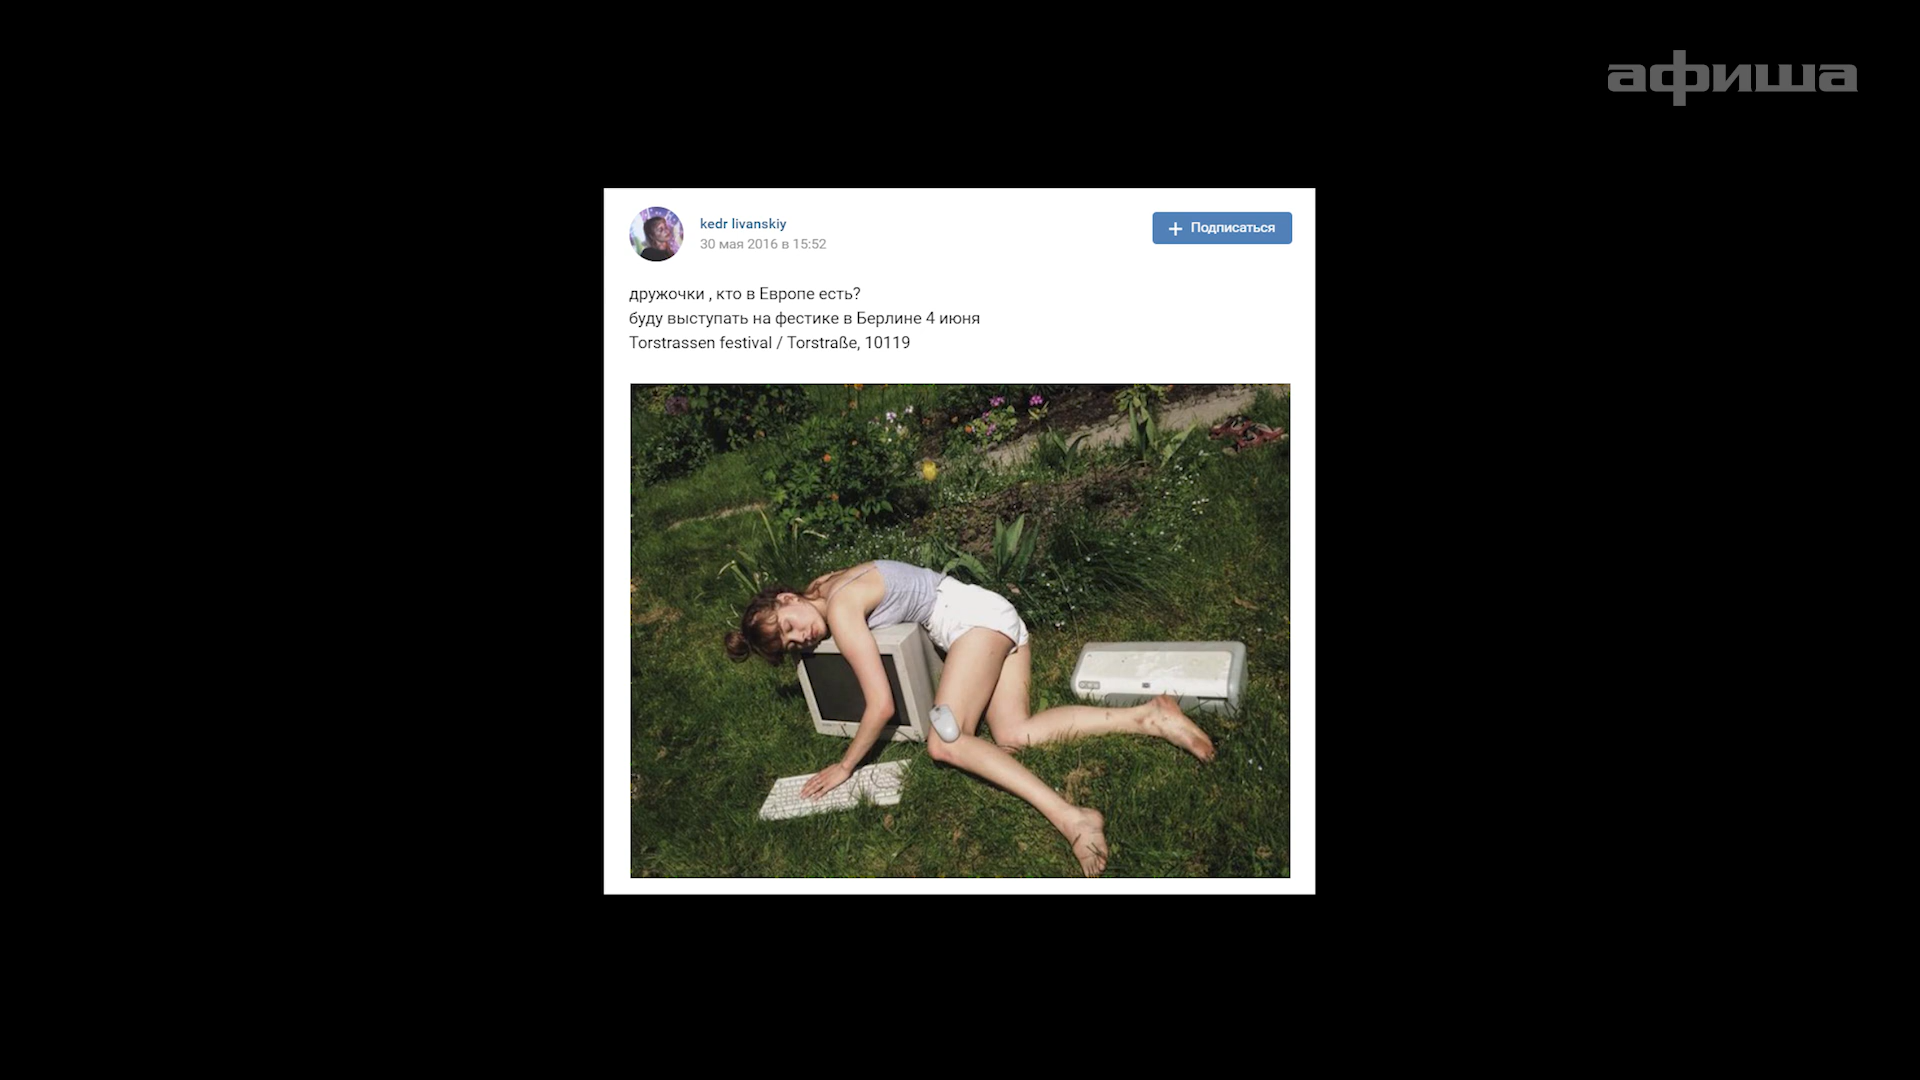 афиша
kedr livanskiy
30 мая 2016 в 15:52
Подписаться
дружочки , кто в Европе есть?
буду выступать на фестике в Берлине 4 июня
Torstrassen festival / Torstraße, 10119